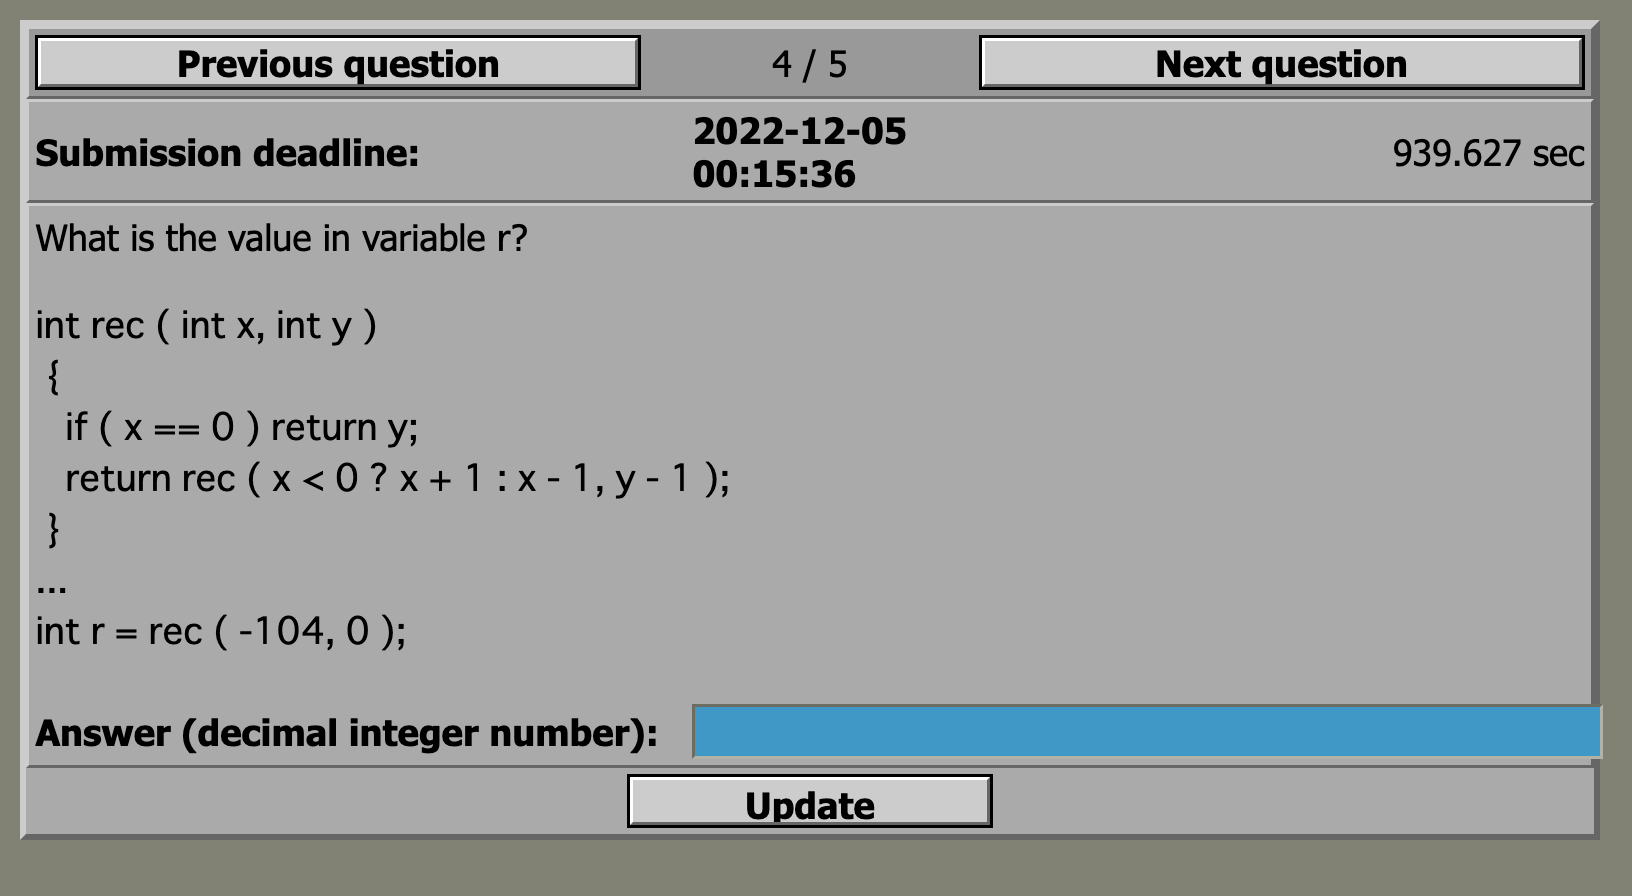 Previous question 4 / 5 Next question
Submission deadline: 2022-12-05 00:15:36 939.627 sec
What is the value in variable r?
int rec ( int x, int y )
{
if ( x == 0 ) return y;
return rec ( x < 0 ? x + 1 : x - 1, y - 1 );
}
...
int r = rec ( -104, 0 );
Answer (decimal integer number):
Update